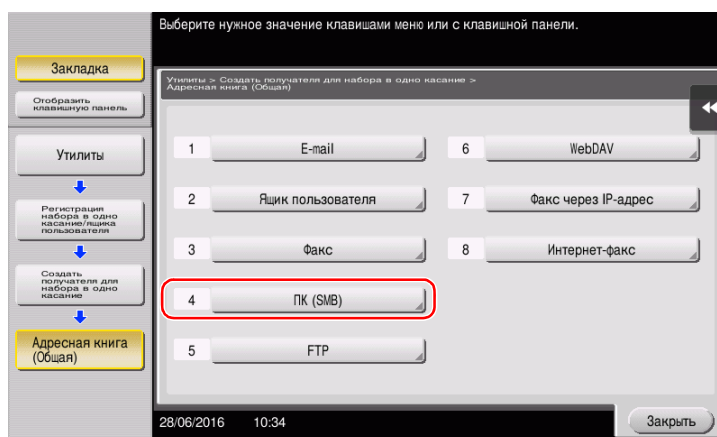 Выберите нужное значение клавишами меню или с клавишной панели.
Закладка
Отобразить
клавишную панель
Утилиты
Регистрация
набора в одно
касание/ящика
пользователя
Создать
получателя для
набора в одно
касание
Адресная книга
(Общая)
Утилиты > Создать получателя для набора в одно касание >
Адресная книга (Общая)
1 E-mail
2 Ящик пользователя
3 Факс
4 ПК (SMB)
5 FTP
6 WebDAV
7 Факс через IP-адрес
8 Интернет-факс
28/06/2016 10:34
Закрыть